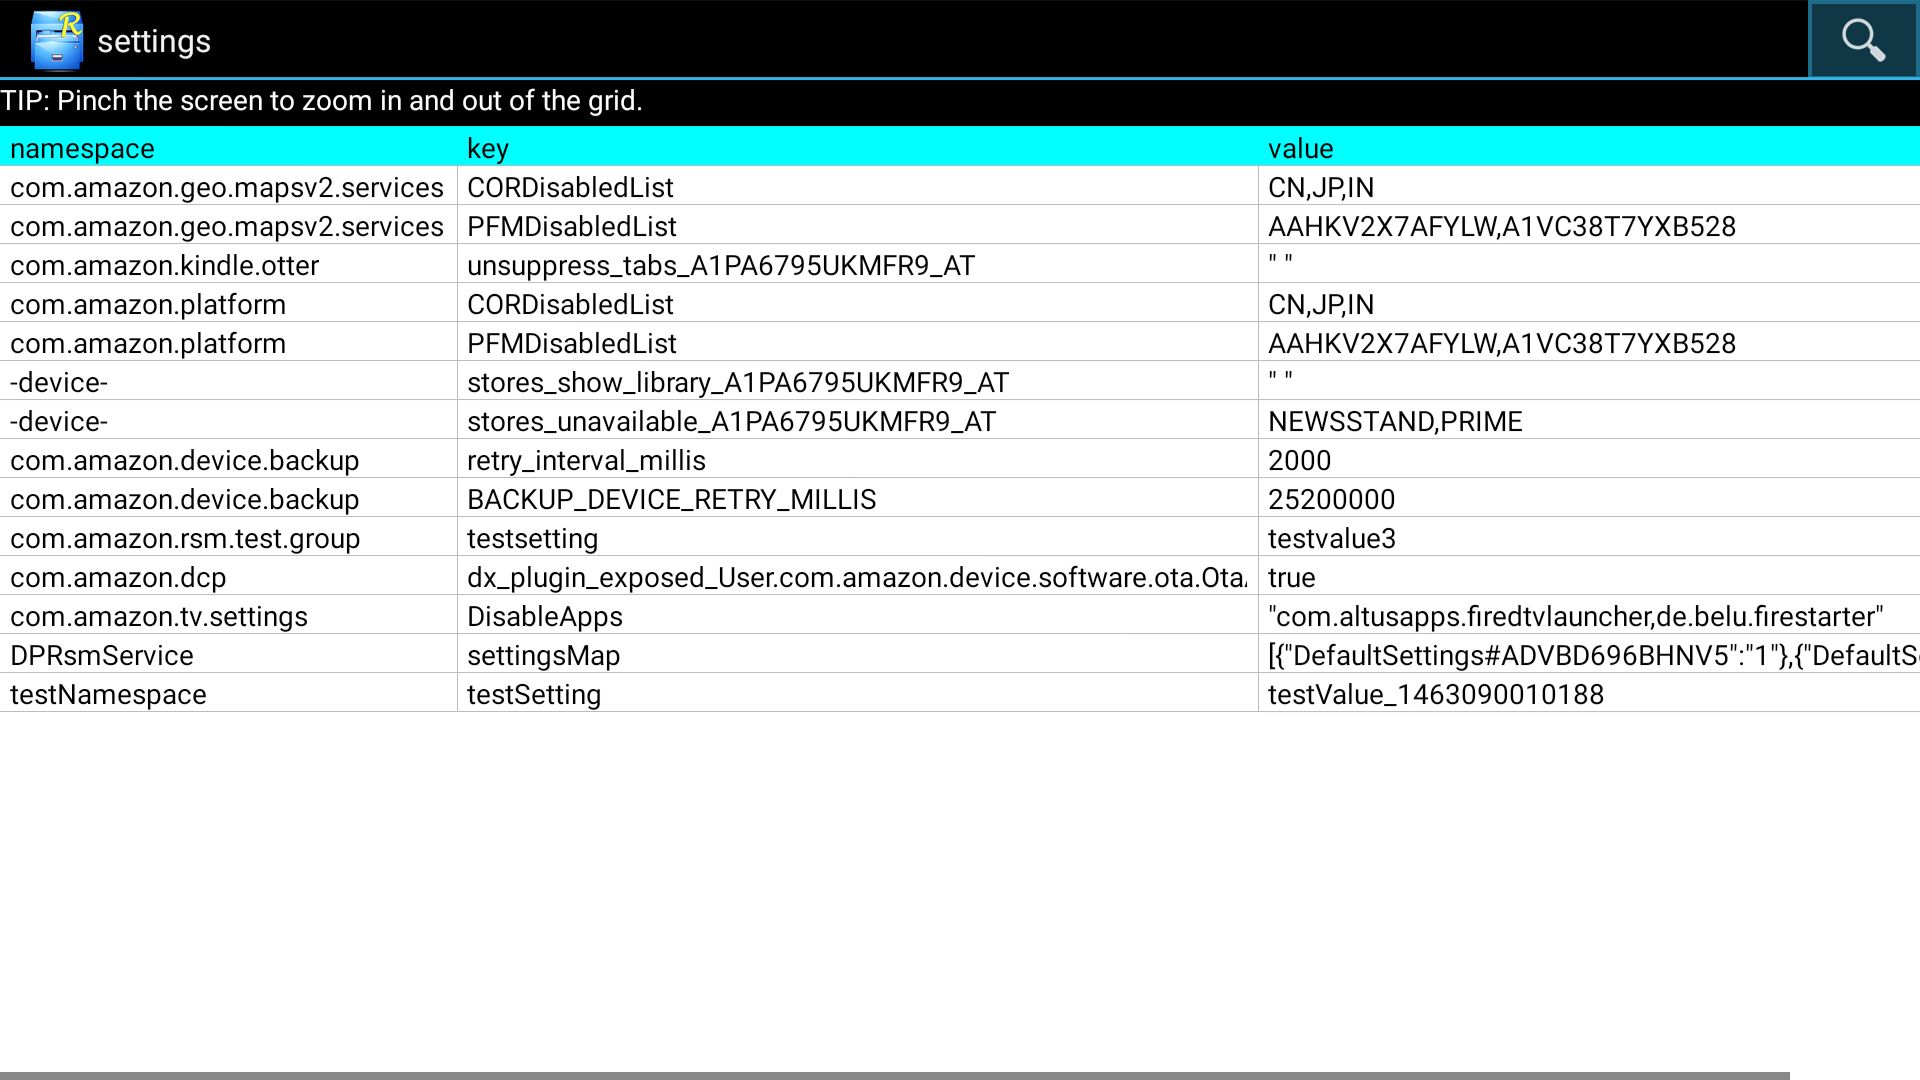 R settings
TIP: Pinch the screen to zoom in and out of the grid.
namespace key value
com.amazon.geo.mapsv2.services CORDisabledList CN,JP,IN
com.amazon.geo.mapsv2.services PFMDisabledList AAHKV2X7AFYLW,A1VC38T7YXB528
com.amazon.kindle.otter unsuppress_tabs_A1PA6795UKMFR9_AT " "
com.amazon.platform CORDisabledList CN,JP,IN
com.amazon.platform PFMDisabledList AAHKV2X7AFYLW,A1VC38T7YXB528
-device- stores_show_library_A1PA6795UKMFR9_AT " "
-device- stores_unavailable_A1PA6795UKMFR9_AT NEWSSTAND,PRIME
com.amazon.device.backup retry_interval_millis 2000
com.amazon.device.backup BACKUP_DEVICE_RETRY_MILLIS 25200000
com.amazon.rsm.test.group testsetting testvalue3
com.amazon.dcp dx_plugin_exposed_User.com.amazon.device.software.ota.Ota true
com.amazon.tv.settings DisableApps "com.altusapps.firedtvlauncher,de.belu.firestarter"
DPRsmService settingsMap [{"DefaultSettings#ADVBD696BHNV5":"1"},{"DefaultS
testNamespace testSetting testValue_1463090010188